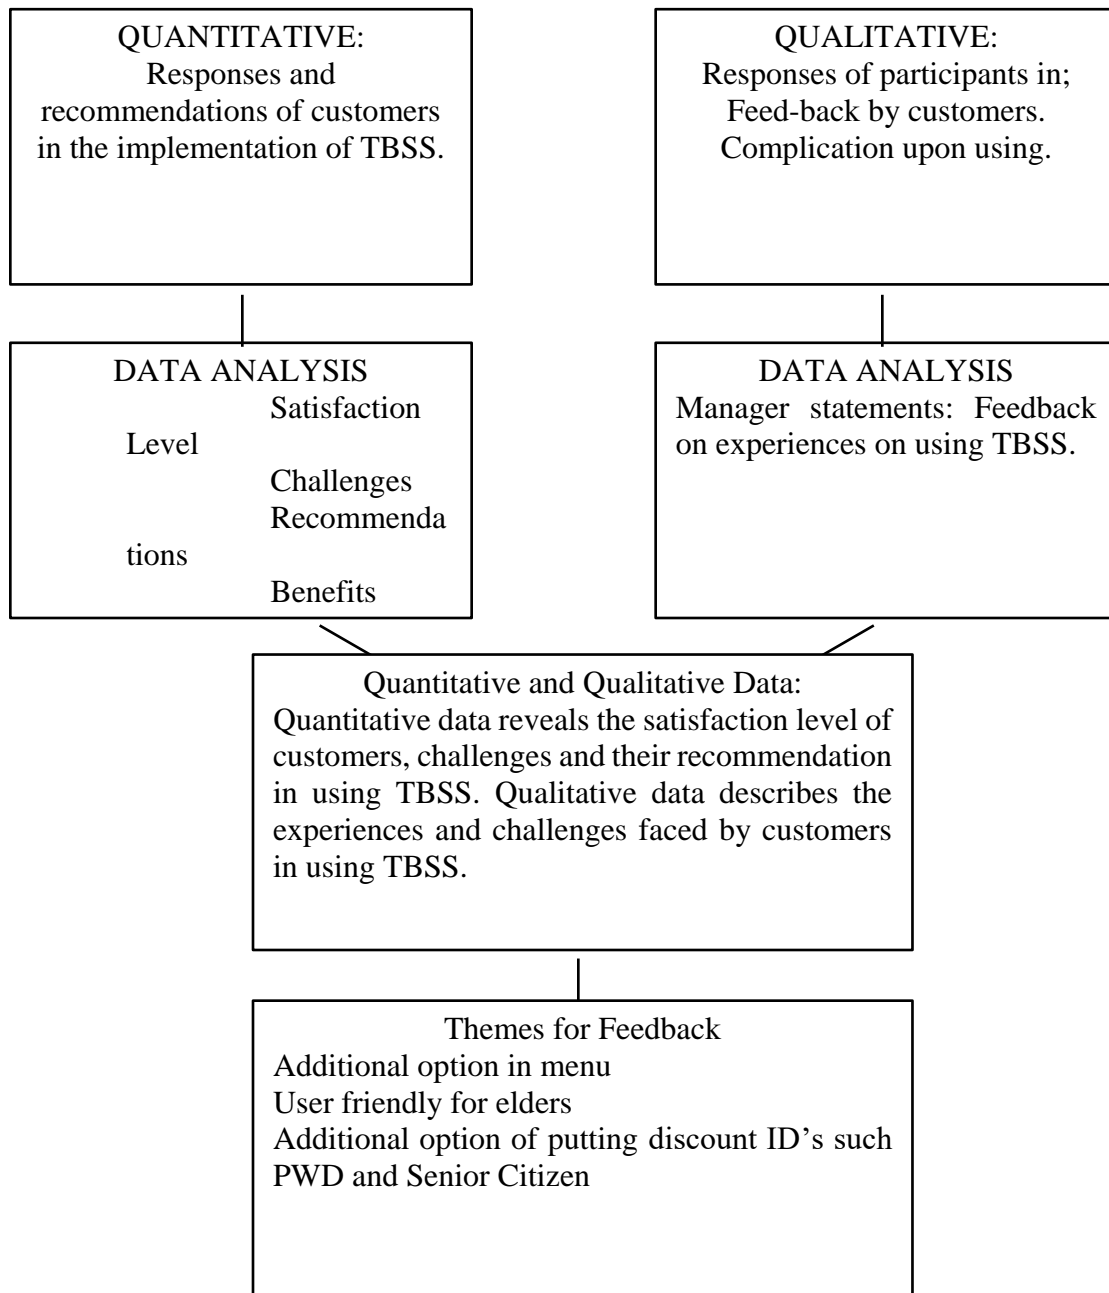 QUANTITATIVE:
Responses and
recommendations of customers
in the implementation of TBSS.
QUALITATIVE:
Responses of participants in;
Feed-back by customers.
Complication upon using.
DATA ANALYSIS
Satisfaction
Level
Challenges
Recommenda
tions
Benefits
DATA ANALYSIS
Manager statements: Feedback
on experiences on using TBSS.
Quantitative and Qualitative Data:
Quantitative data reveals the satisfaction level of
customers, challenges and their recommendation
in using TBSS. Qualitative data describes the
experiences and challenges faced by customers
in using TBSS.
Themes for Feedback
Additional option in menu
User friendly for elders
Additional option of putting discount ID’s such
PWD and Senior Citizen